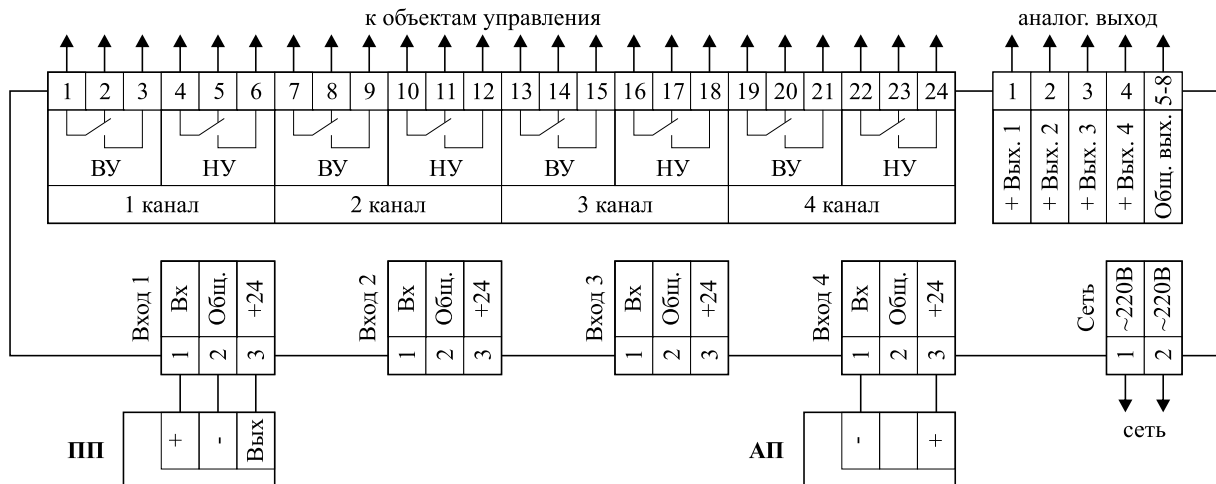 к объектам управления
аналог. выход
1 2 3 4 5 6 7 8 9 10 11 12 13 14 15 16 17 18 19 20 21 22 23 24
1 2 3 4 5-8
ВУ НУ ВУ НУ ВУ НУ ВУ НУ
1 канал 2 канал 3 канал 4 канал
+ Вых. 1
+ Вых. 2
+ Вых. 3
+ Вых. 4
Общ. вых.
Вход 1
Вх Общ. +24
1 2 3
Вход 2
Вх Общ. +24
1 2 3
Вход 3
Вх Общ. +24
1 2 3
Вход 4
Вх Общ. +24
1 2 3
Сеть
~220В ~220В
1 2
ПП
+ - Вых
АП
- +
сеть